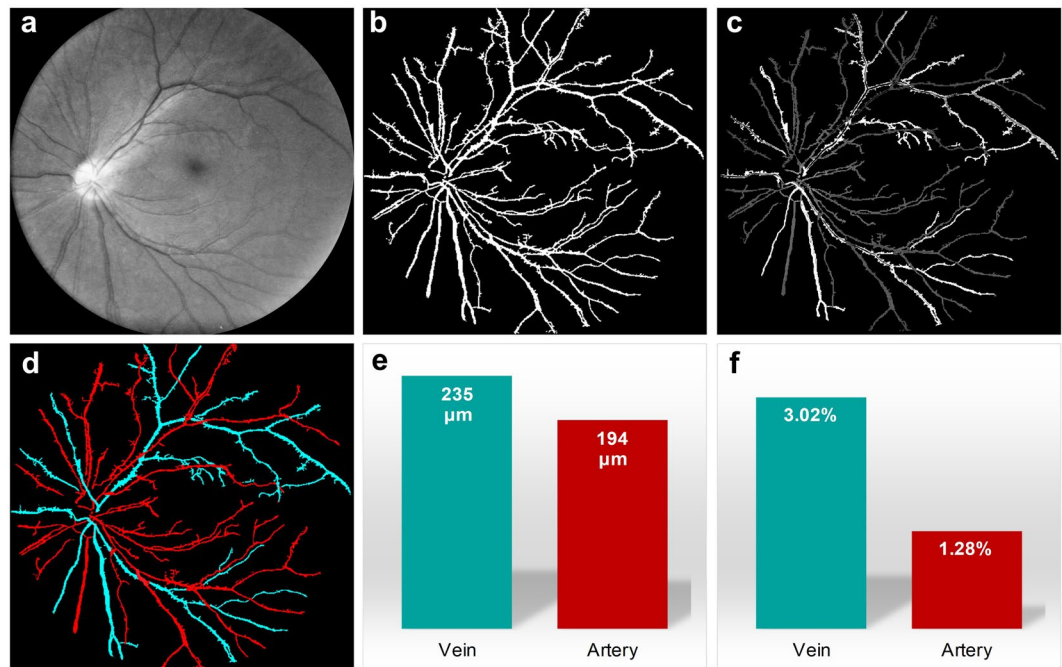 a
b
c
d
e
235
µm
194
µm
Vein
Artery
f
3.02%
1.28%
Vein
Artery